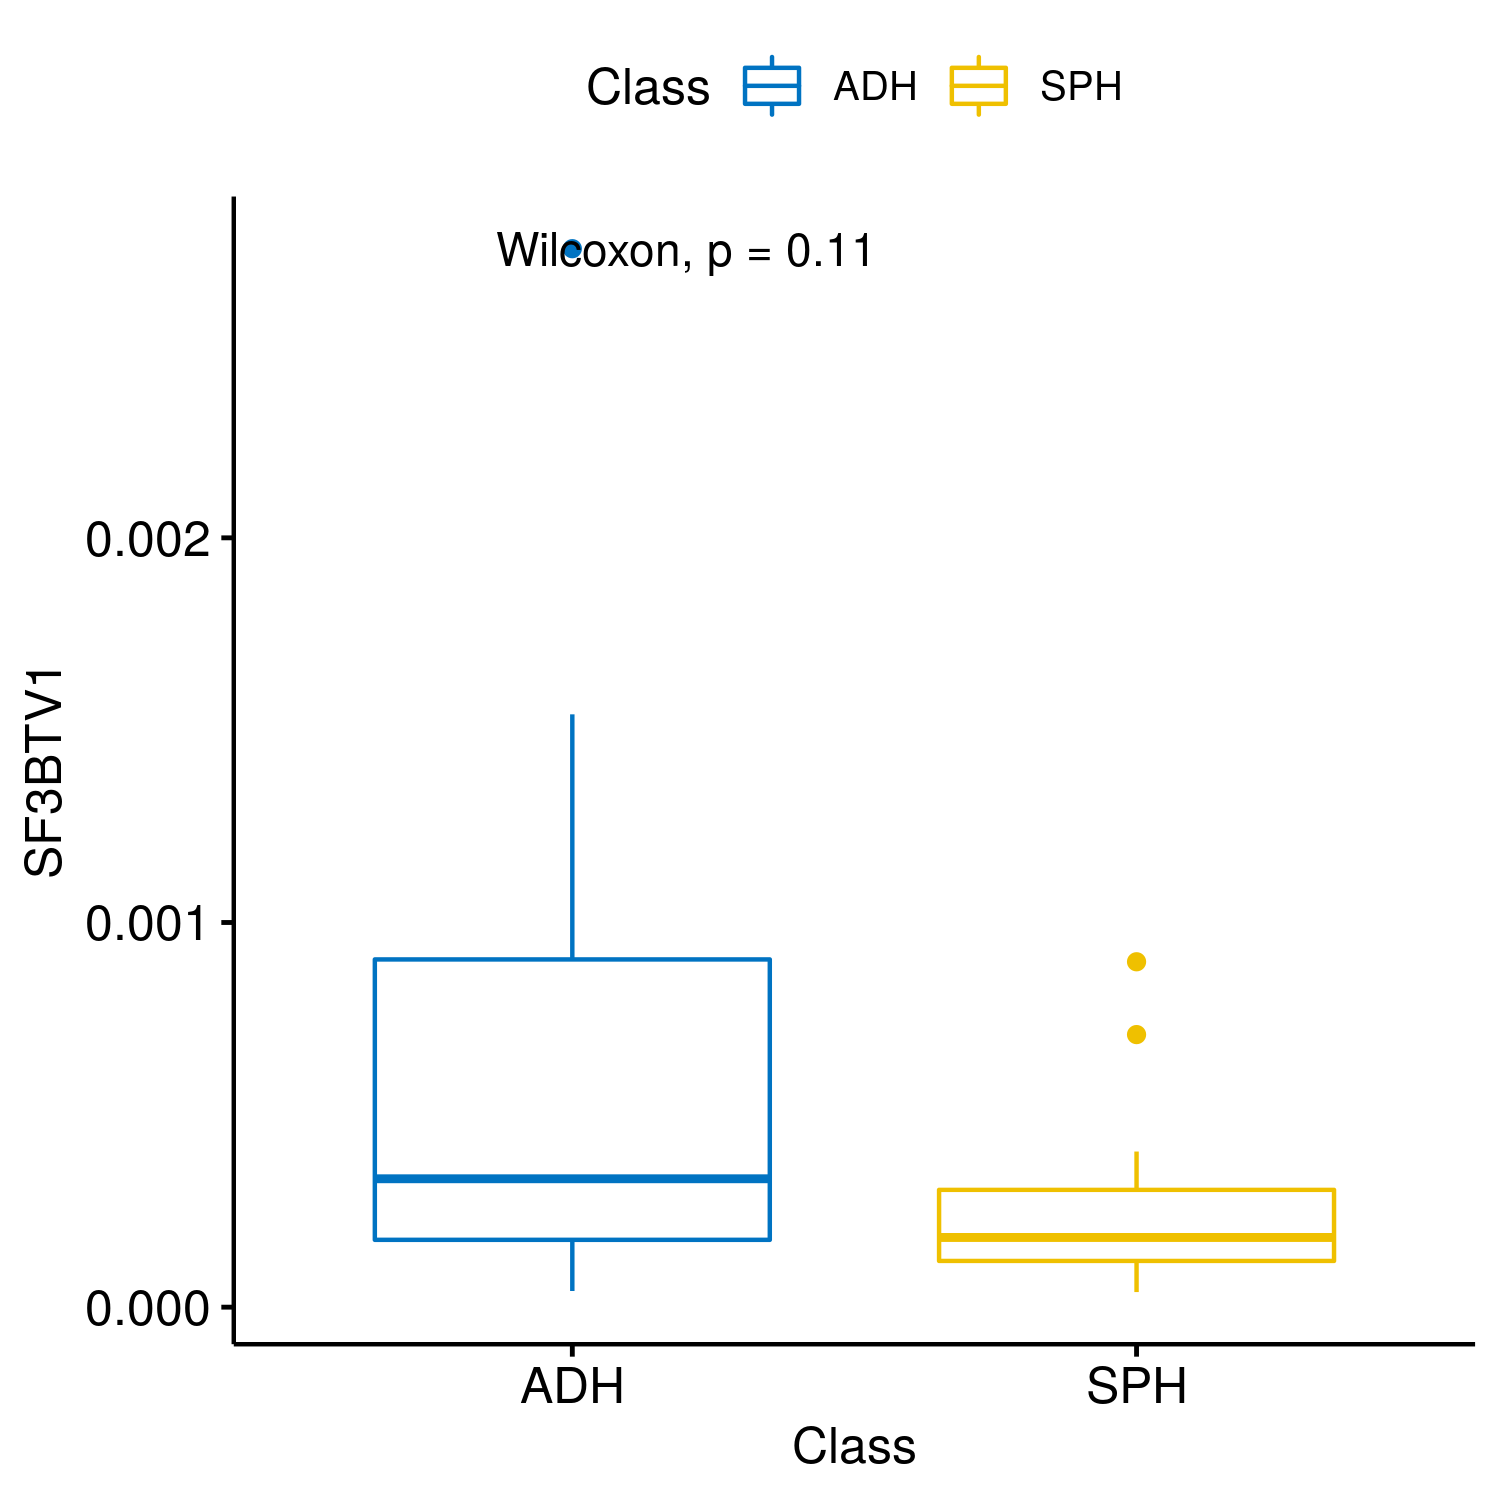 Class ADH SPH
Wilcoxon, p = 0.11
SF3BTV1
0.002
0.001
0.000
ADH SPH
Class